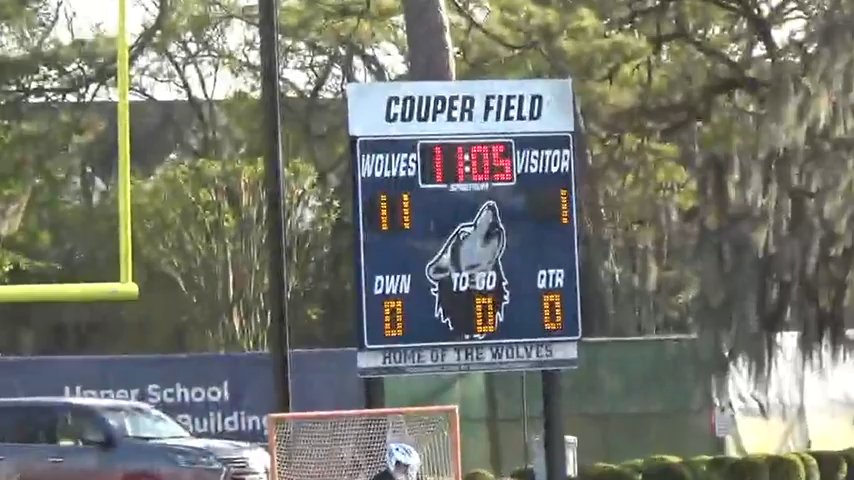 COUPER FIELD
WOLVES 11:05 VISITOR
11 1
DWN TO GO QTR
0 0
HOME OF THE WOLVES
Upper School
Building